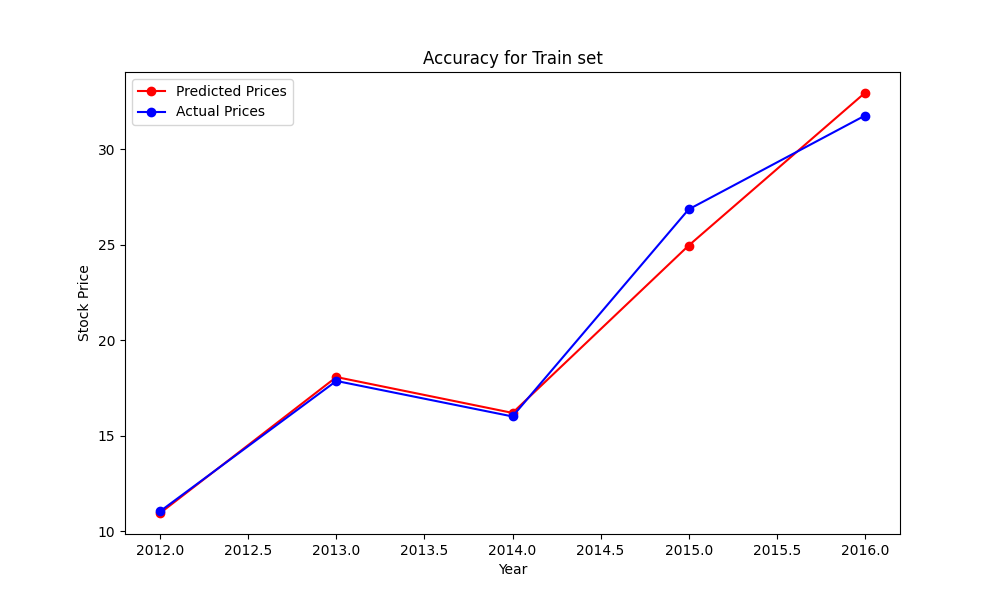 Accuracy for Train set
Predicted Prices
Actual Prices
30
25
20
15
10
Stock Price
2012.0 2012.5 2013.0 2013.5 2014.0 2014.5 2015.0 2015.5 2016.0
Year